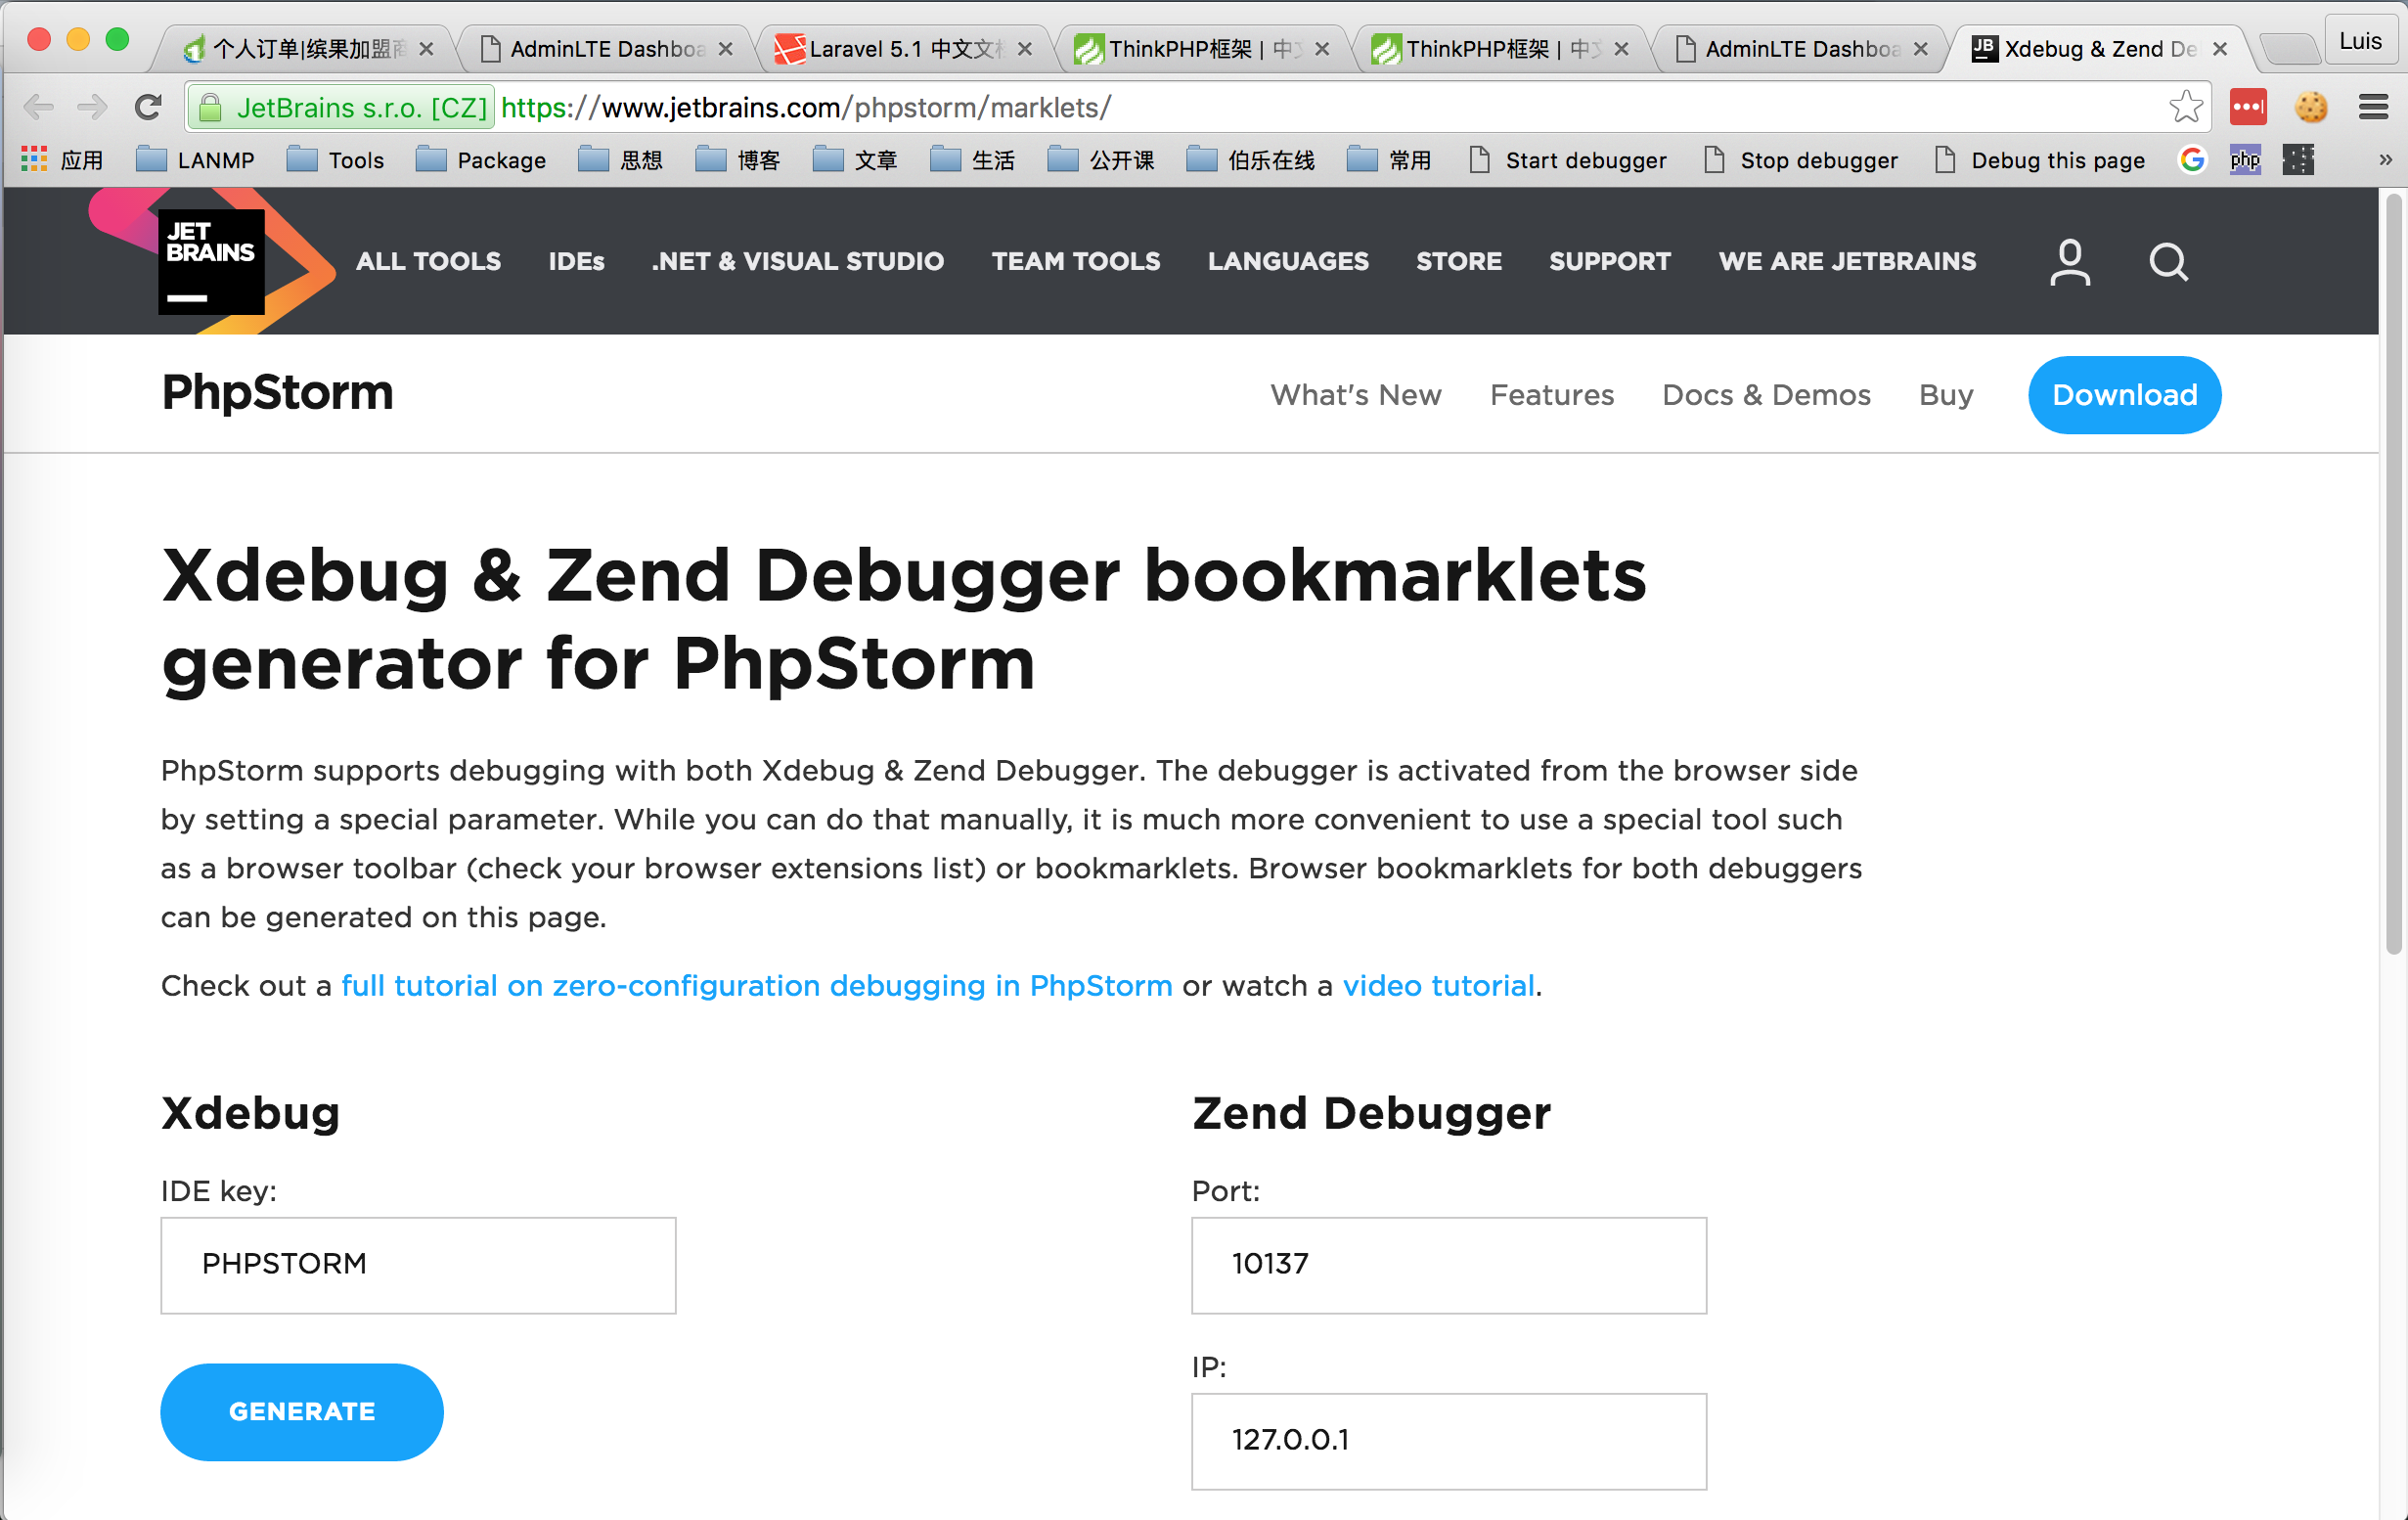 个人订单|缤果加盟商
AdminLTE Dashboa
Laravel 5.1 中文文
ThinkPHP框架 | 中
ThinkPHP框架 | 中
AdminLTE Dashboa
Xdebug & Zend De
Luis
JetBrains s.r.o. [CZ] https://www.jetbrains.com/phpstorm/marklets/
应用 LANMP Tools Package 思想 博客 文章 生活 公开课 伯乐在线 常用 Start debugger Stop debugger Debug this page php »
JET
BRAINS
ALL TOOLS IDEs .NET & VISUAL STUDIO TEAM TOOLS LANGUAGES STORE SUPPORT WE ARE JETBRAINS
PhpStorm What's New Features Docs & Demos Buy Download
Xdebug & Zend Debugger bookmarklets
generator for PhpStorm
PhpStorm supports debugging with both Xdebug & Zend Debugger. The debugger is activated from the browser side
by setting a special parameter. While you can do that manually, it is much more convenient to use a special tool such
as a browser toolbar (check your browser extensions list) or bookmarklets. Browser bookmarklets for both debuggers
can be generated on this page.
Check out a full tutorial on zero-configuration debugging in PhpStorm or watch a video tutorial.
Xdebug
IDE key:
PHPSTORM
GENERATE
Zend Debugger
Port:
10137
IP:
127.0.0.1